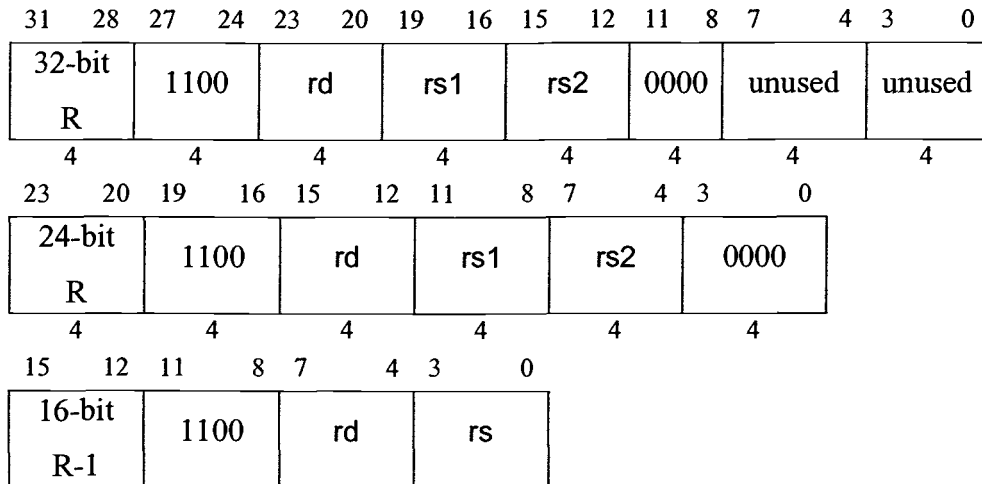 31 28 27 24 23 20 19 16 15 12 11 8 7 4 3 0
32-bit R 1100 rd rs1 rs2 0000 unused unused
4 4 4 4 4 4 4 4
23 20 19 16 15 12 11 8 7 4 3 0
24-bit R 1100 rd rs1 rs2 0000
4 4 4 4 4 4
15 12 11 8 7 4 3 0
16-bit R-1 1100 rd rs